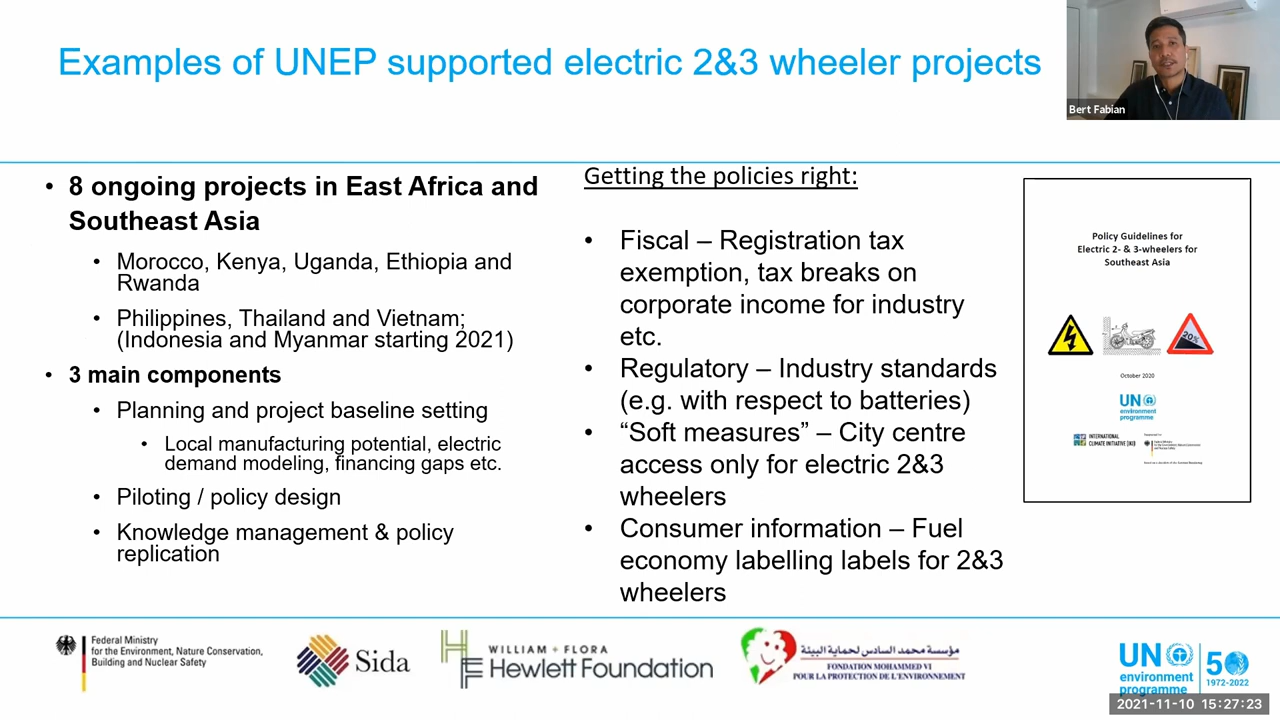 Examples of UNEP supported electric 2&3 wheeler projects
Bert Fabian
• 8 ongoing projects in East Africa and
Southeast Asia
• Morocco, Kenya, Uganda, Ethiopia and
Rwanda
• Philippines, Thailand and Vietnam;
(Indonesia and Myanmar starting 2021)
• 3 main components
• Planning and project baseline setting
• Local manufacturing potential, electric
demand modeling, financing gaps etc.
• Piloting / policy design
• Knowledge management & policy
replication
Getting the policies right:
• Fiscal – Registration tax
exemption, tax breaks on
corporate income for industry
etc.
• Regulatory – Industry standards
(e.g. with respect to batteries)
• “Soft measures” – City centre
access only for electric 2&3
wheelers
• Consumer information – Fuel
economy labelling labels for 2&3
wheelers
Policy Guidelines for
Electric 2- & 3-wheelers for
Southeast Asia
20%
October 2020
UN
environment
programme
INTERNATIONAL
CLIMATE INITIATIVE (IKI)
Federal Ministry
for the Environment, Nature Conservation,
Building and Nuclear Safety
Sida
WILLIAM + FLORA
Hewlett Foundation
مؤسسة محمد السادس لحماية البيئة
FONDATION MOHAMMED VI
POUR LA PROTECTION DE L'ENVIRONNEMENT
UN
environment
programme
50
1972-2022
2021-11-10 15:27:23